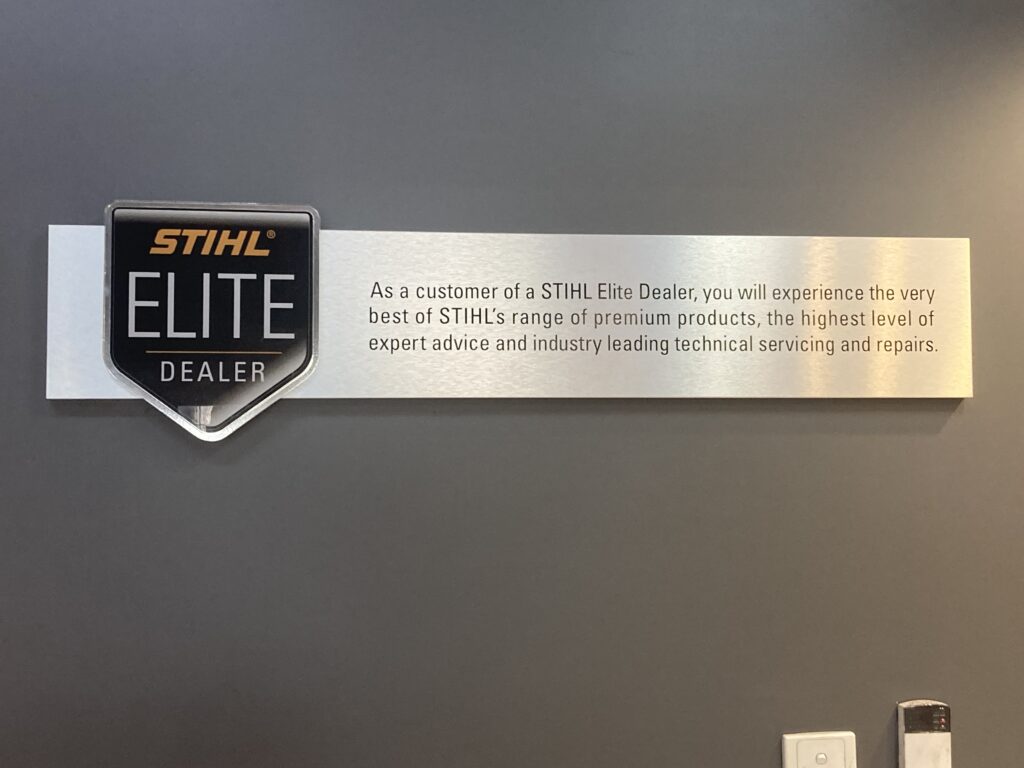 STIHL®
ELITE
DEALER
As a customer of a STIHL Elite Dealer, you will experience the very
best of STIHL's range of premium products, the highest level of
expert advice and industry leading technical servicing and repairs.